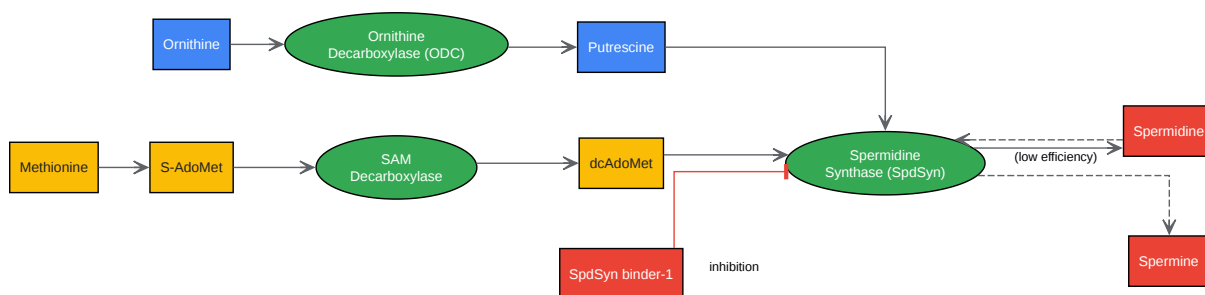 Ornithine
Ornithine
Decarboxylase (ODC)
Putrescine
Methionine
S-AdoMet
SAM
Decarboxylase
dcAdoMet
Spermidine
Synthase (SpdSyn)
(low efficiency)
Spermidine
SpdSyn binder-1
inhibition
Spermine